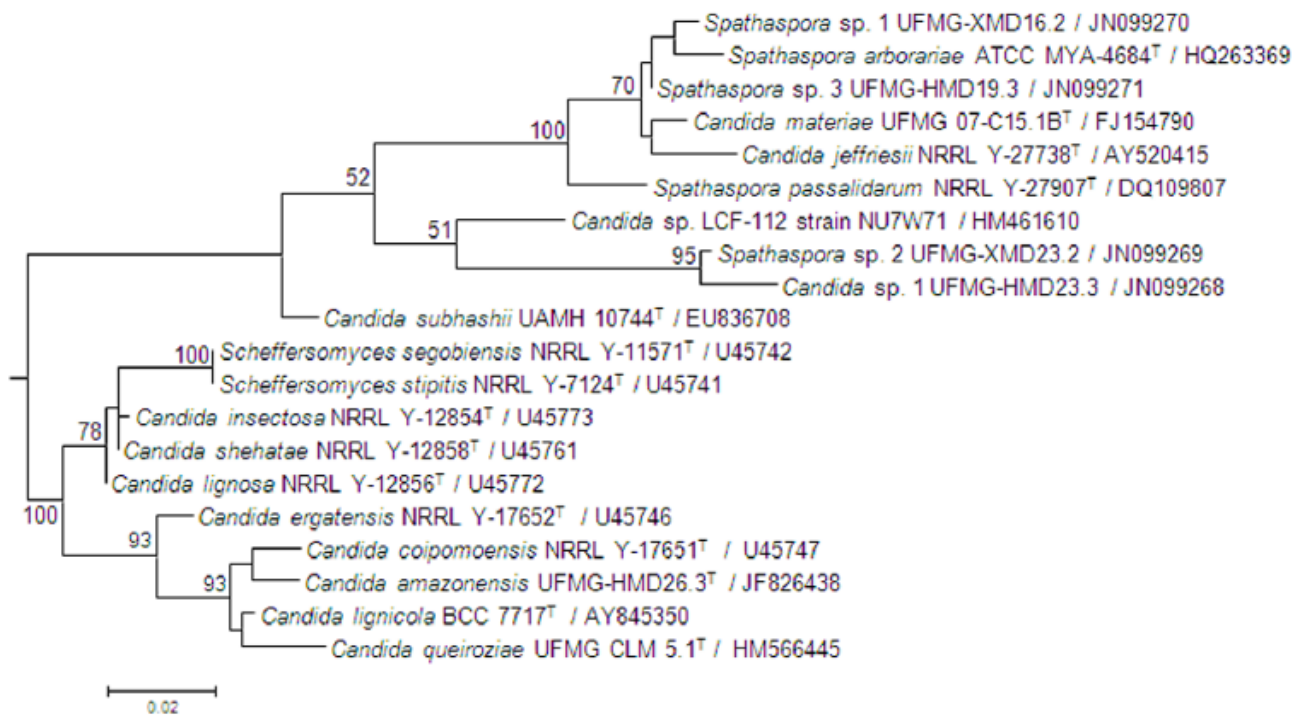 Spathaspora sp. 1 UFMG-XMD16.2 / JN099270
Spathaspora arborariae ATCC MYA-4684ᵀ / HQ263369
70
Spathaspora sp. 3 UFMG-HMD19.3 / JN099271
Candida materiae UFMG 07-C15.1Bᵀ / FJ154790
100
Candida jeffriesii NRRL Y-27738ᵀ / AY520415
52
Spathaspora passalidarum NRRL Y-27907ᵀ / DQ109807
51
Candida sp. LCF-112 strain NU7W71 / HM461610
95
Spathaspora sp. 2 UFMG-XMD23.2 / JN099269
Candida sp. 1 UFMG-HMD23.3 / JN099268
Candida subhashii UAMH 10744ᵀ / EU836708
100
Scheffersomyces segobiensis NRRL Y-11571ᵀ / U45742
Scheffersomyces stipitis NRRL Y-7124ᵀ / U45741
Candida insectosa NRRL Y-12854ᵀ / U45773
78
Candida shehatae NRRL Y-12858ᵀ / U45761
Candida lignosa NRRL Y-12856ᵀ / U45772
100
Candida ergatensis NRRL Y-17652ᵀ / U45746
93
Candida coipomoensis NRRL Y-17651ᵀ / U45747
93
Candida amazonensis UFMG-HMD26.3ᵀ / JF826438
Candida lignicola BCC 7717ᵀ / AY845350
Candida queiroziae UFMG CLM 5.1ᵀ / HM566445
0.02